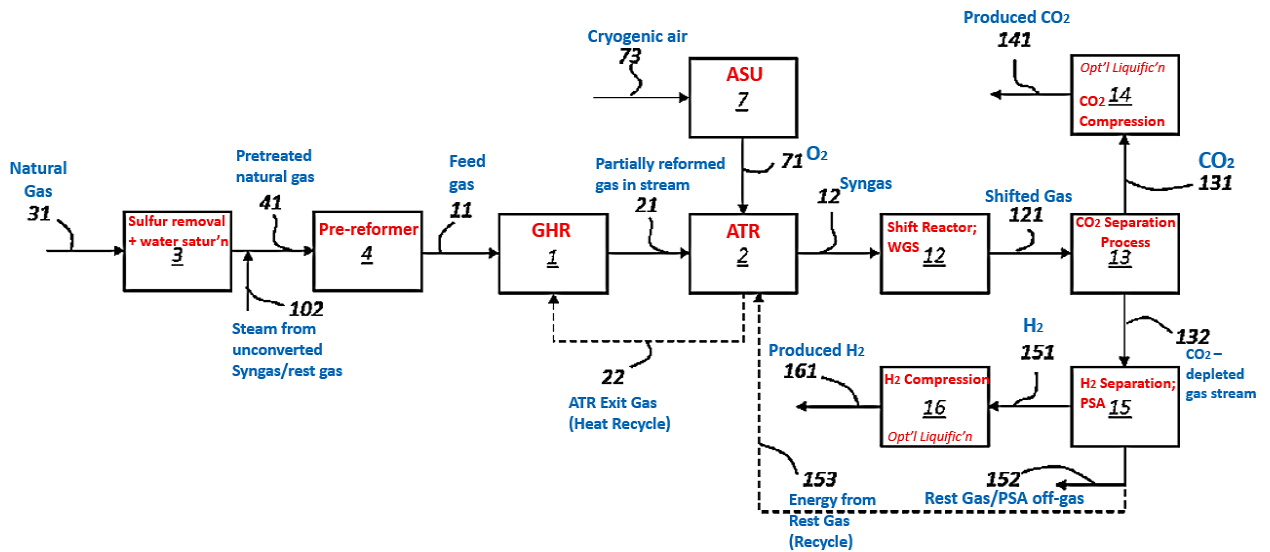 Produced CO₂
141
Cryogenic air
73
ASU
7
Opt'l Liquific'n
CO₂ 14
Compression
Natural
Gas
31
Pretreated
natural gas
41
Feed
gas
11
Partially reformed
gas in stream
21
71 O₂
Syngas
12
Shifted Gas
121
CO₂
131
Sulfur removal
+ water satur'n
3
Pre-reformer
4
GHR
1
ATR
2
Shift Reactor;
WGS
12
CO₂ Separation
Process
13
102
Steam from
unconverted
Syngas/rest gas
22
ATR Exit Gas
(Heat Recycle)
Produced H₂
161
H₂ Compression
16
Opt'l Liquific'n
H₂
151
H₂ Separation;
PSA
15
132
CO₂ –
depleted
gas stream
153
Energy from
Rest Gas
(Recycle)
152
Rest Gas/PSA off-gas